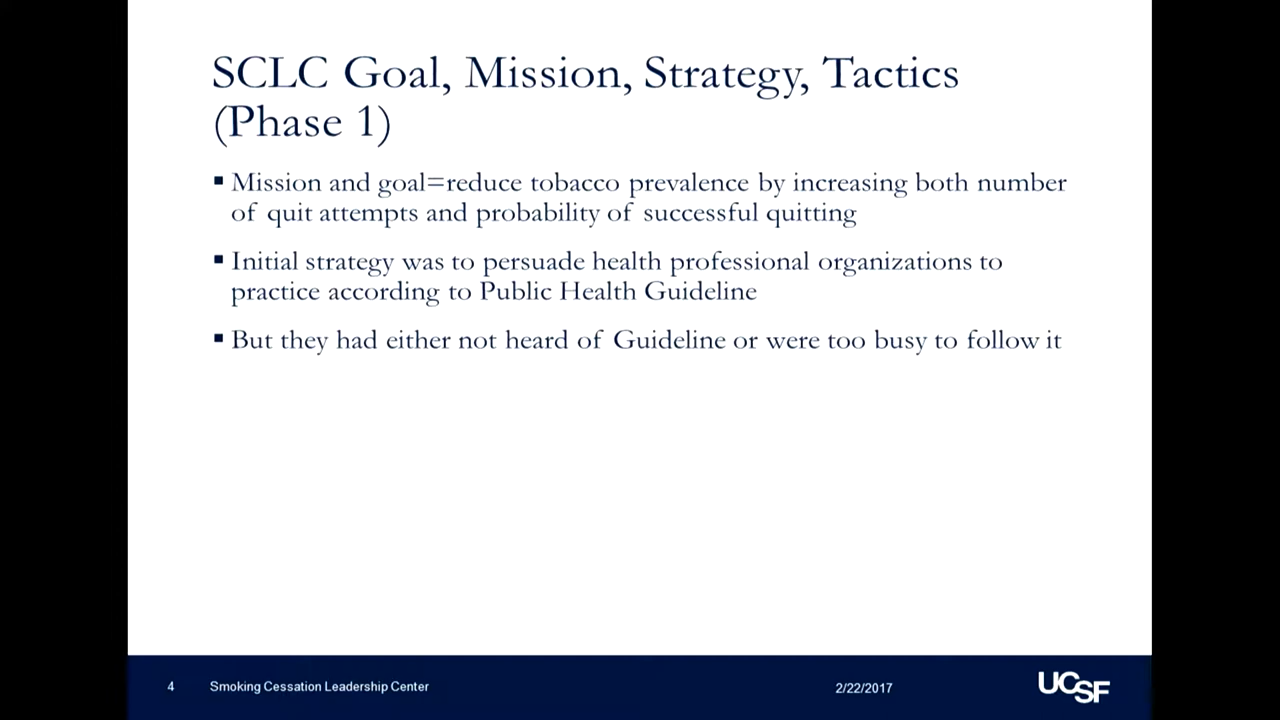 SCLC Goal, Mission, Strategy, Tactics
(Phase 1)
▪ Mission and goal=reduce tobacco prevalence by increasing both number
of quit attempts and probability of successful quitting
▪ Initial strategy was to persuade health professional organizations to
practice according to Public Health Guideline
▪ But they had either not heard of Guideline or were too busy to follow it
4 Smoking Cessation Leadership Center 2/22/2017 UCSF